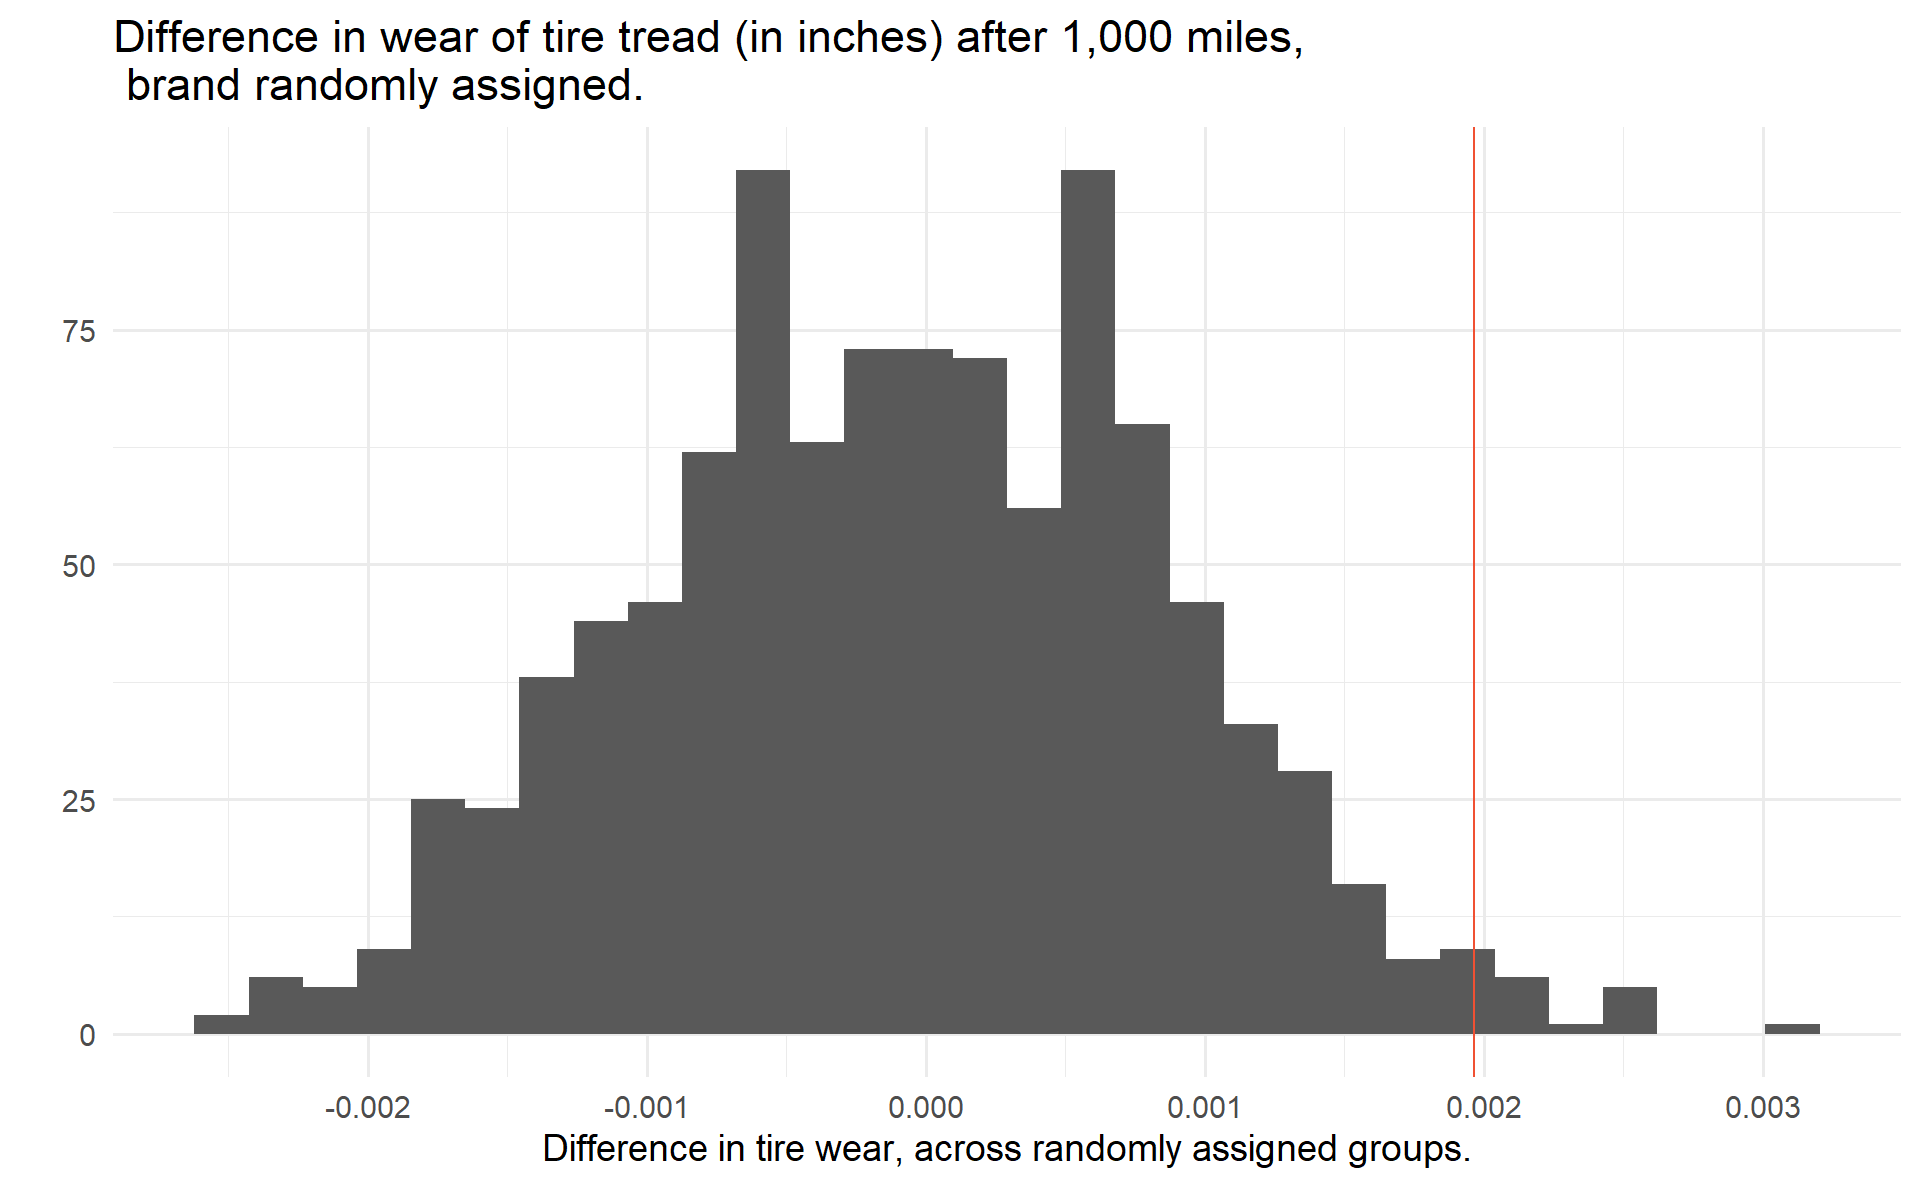 Difference in wear of tire tread (in inches) after 1,000 miles,
brand randomly assigned.
75
50
25
0
-0.002 -0.001 0.000 0.001 0.002 0.003
Difference in tire wear, across randomly assigned groups.